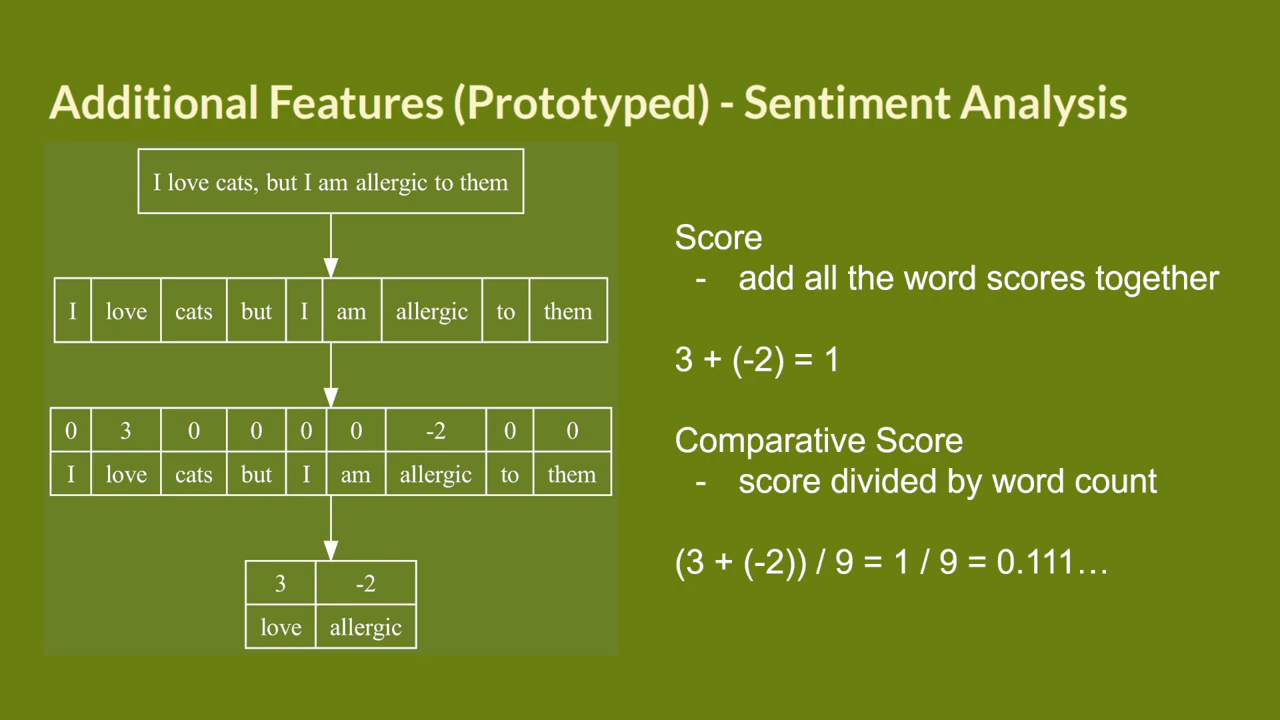 Additional Features (Prototyped) - Sentiment Analysis
I love cats, but I am allergic to them
I love cats but I am allergic to them
0 3 0 0 0 0 -2 0 0
I love cats but I am allergic to them
3 -2
love allergic
Score
- add all the word scores together
3 + (-2) = 1
Comparative Score
- score divided by word count
(3 + (-2)) / 9 = 1 / 9 = 0.111…